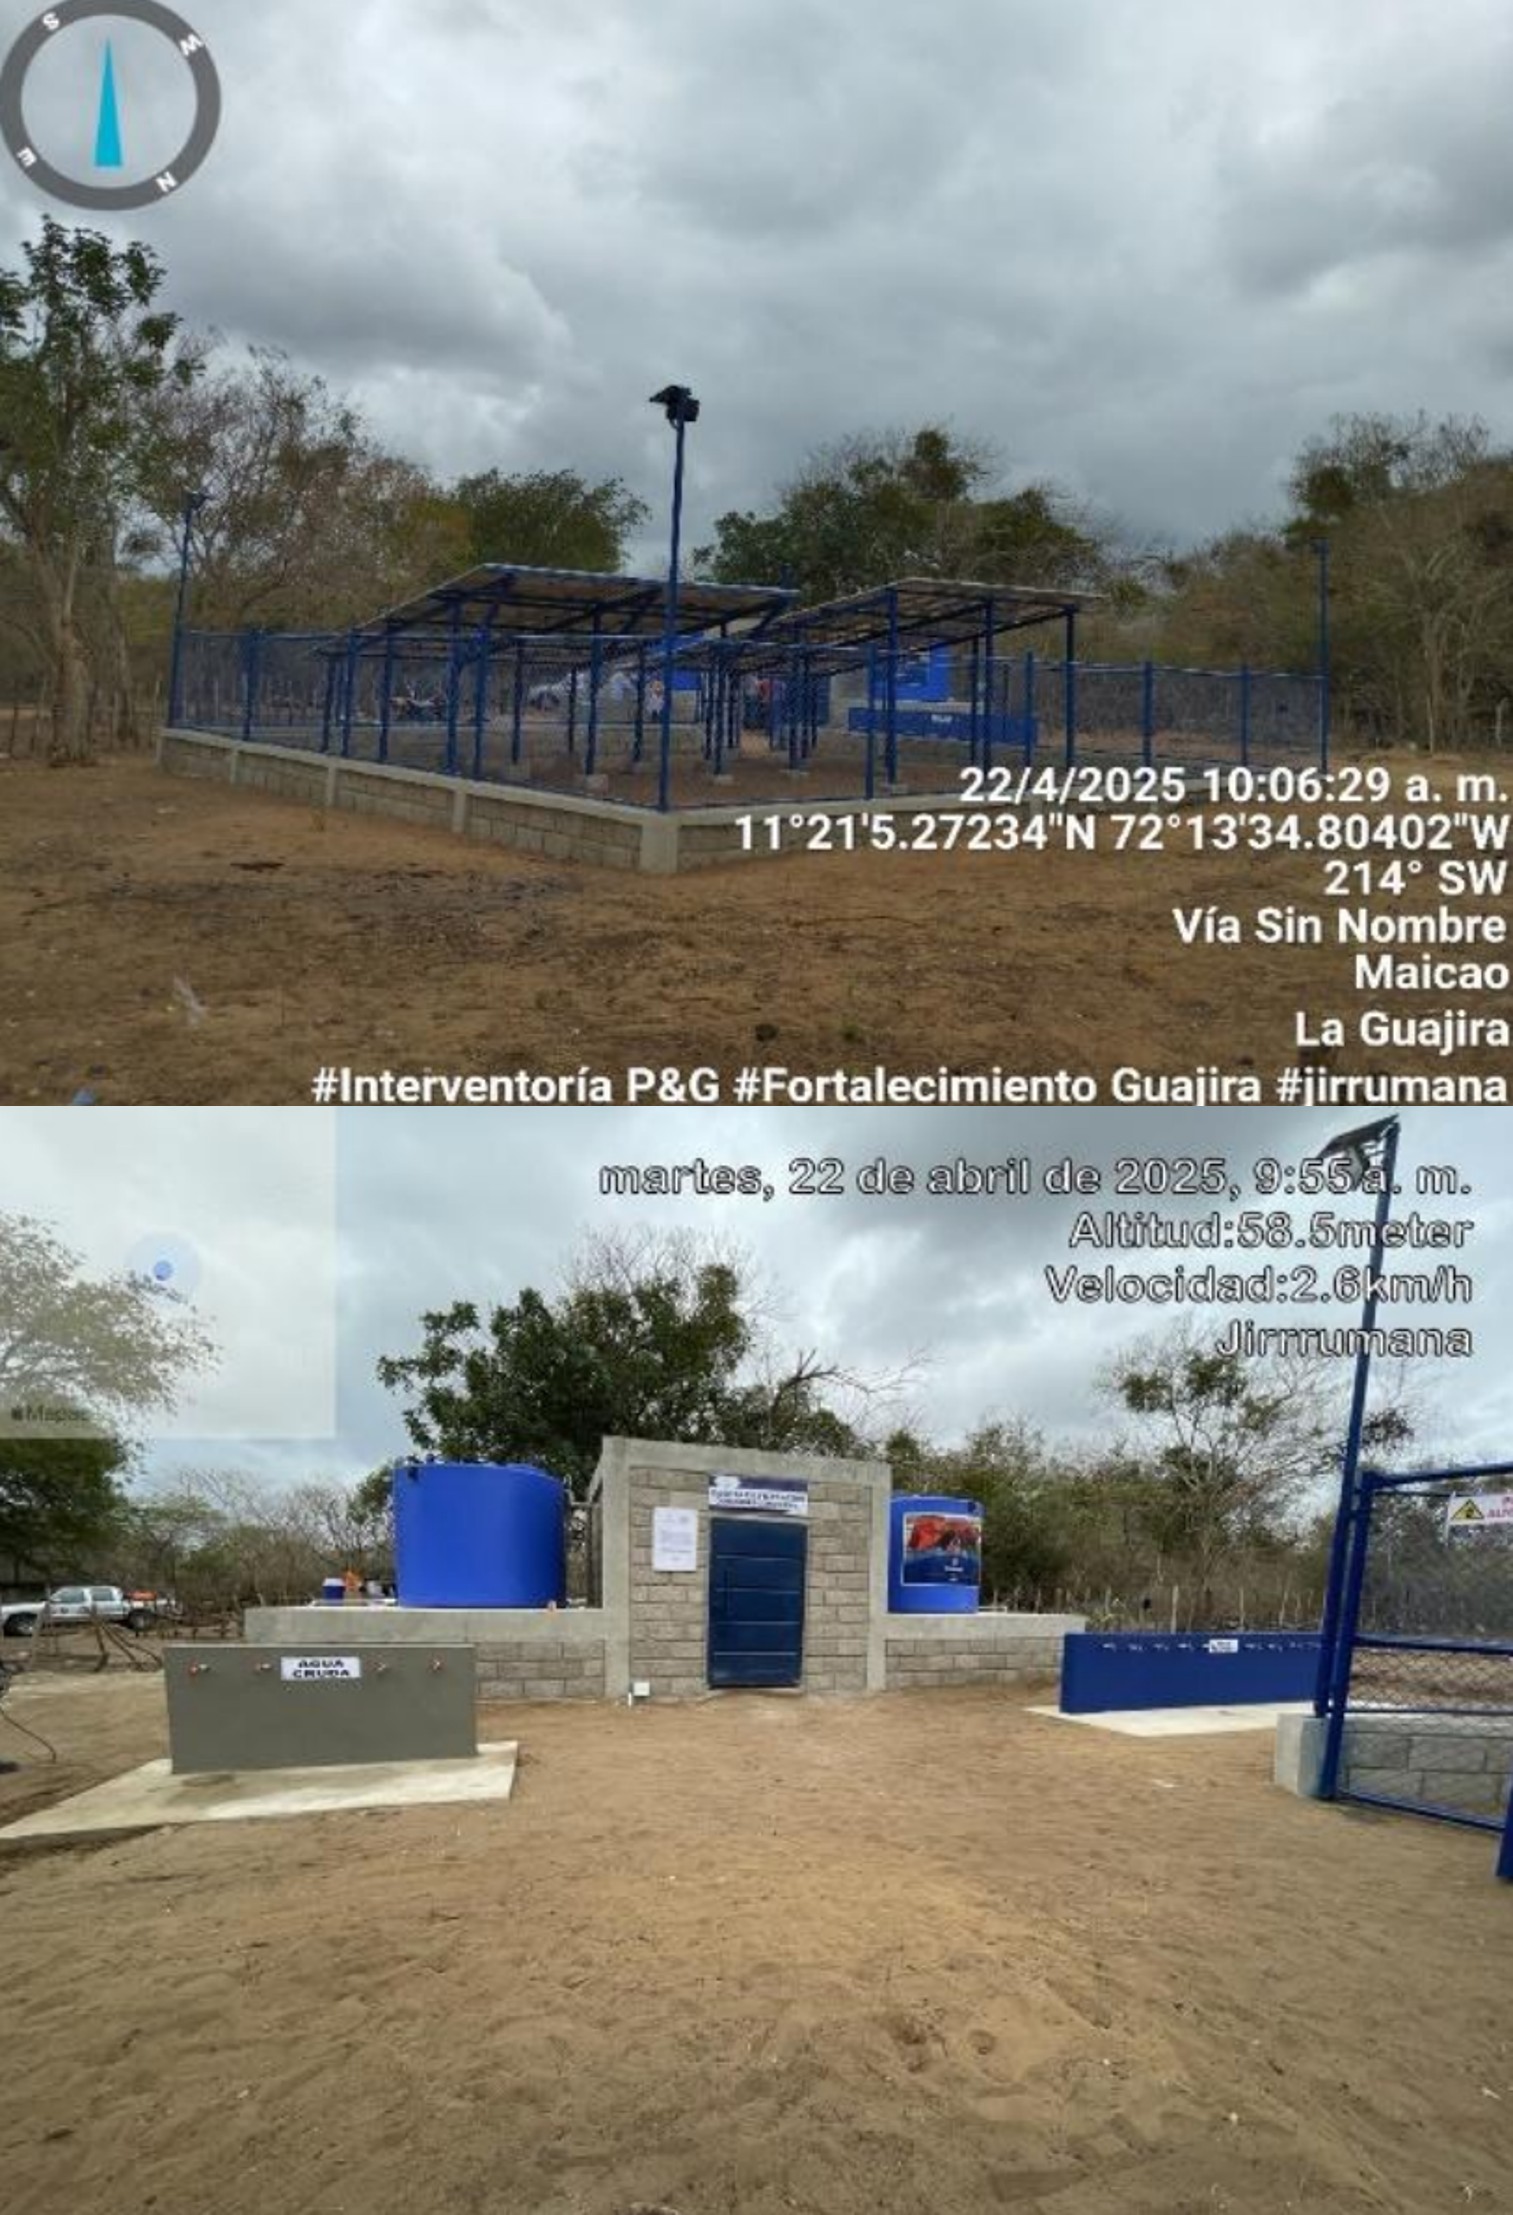 S
W
E
N
22/4/2025 10:06:29 a. m.
11°21'5.27234"N 72°13'34.80402"W
214° SW
Vía Sin Nombre
Maicao
La Guajira
#Interventoría P&G #Fortalecimiento Guajira #jirrumana
martes, 22 de abril de 2025, 9:55 a. m.
Altitud:58.5meter
Velocidad:2.6km/h
Jirrrumana
Mapas
AGUA
CRUDA